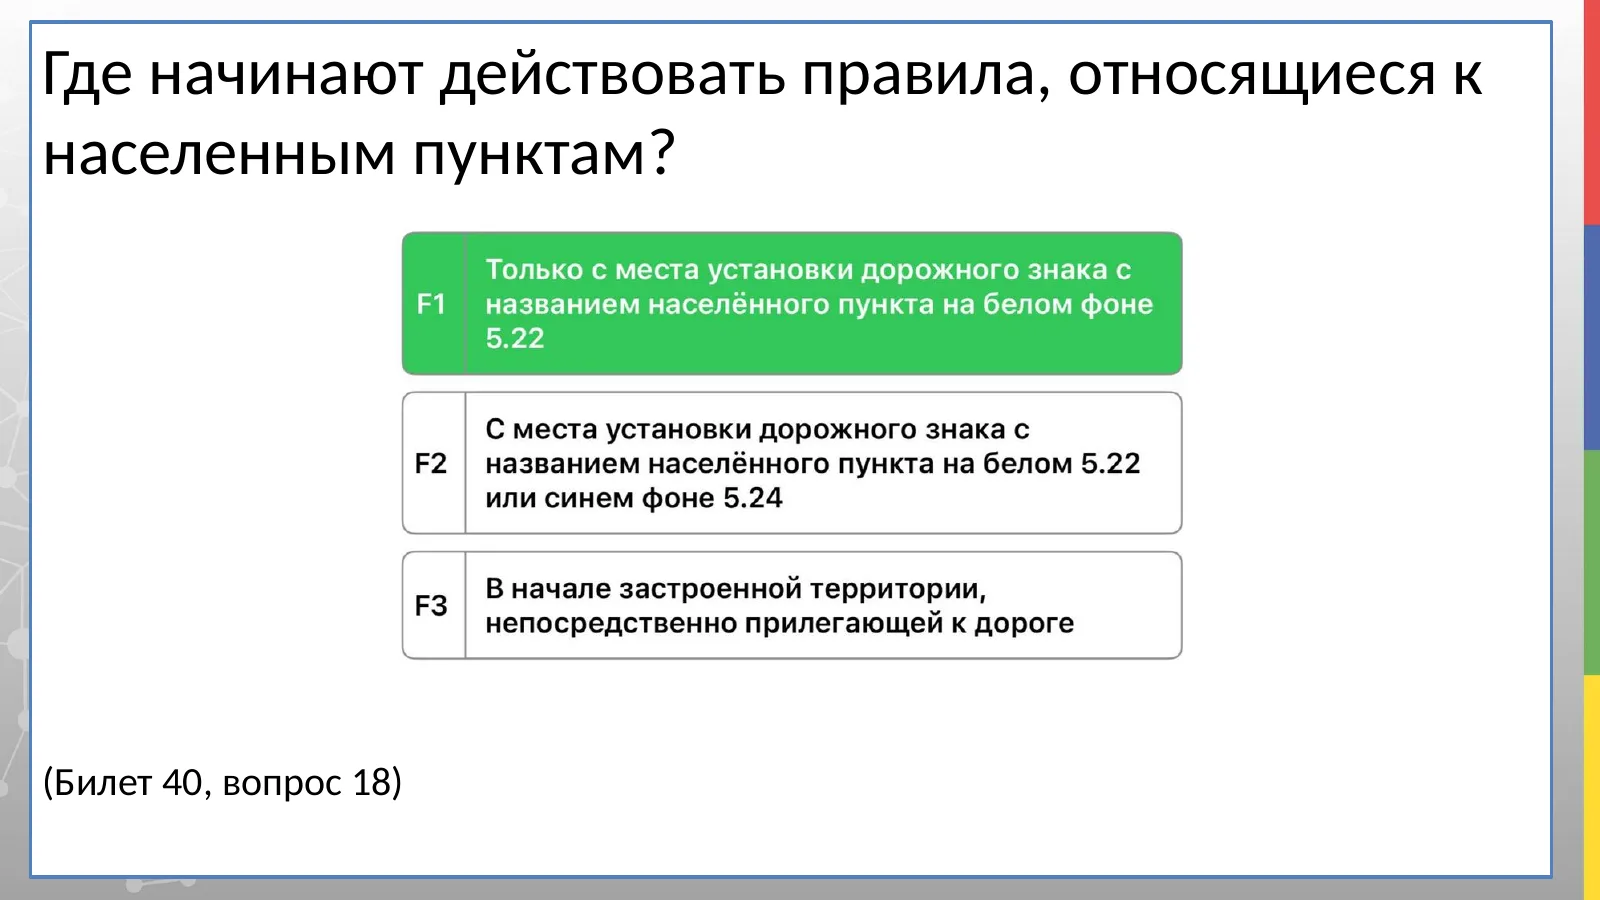 Где начинают действовать правила, относящиеся к
населенным пунктам?
F1
Только с места установки дорожного знака с
названием населённого пункта на белом фоне
5.22
F2
С места установки дорожного знака с
названием населённого пункта на белом 5.22
или синем фоне 5.24
F3
В начале застроенной территории,
непосредственно прилегающей к дороге
(Билет 40, вопрос 18)